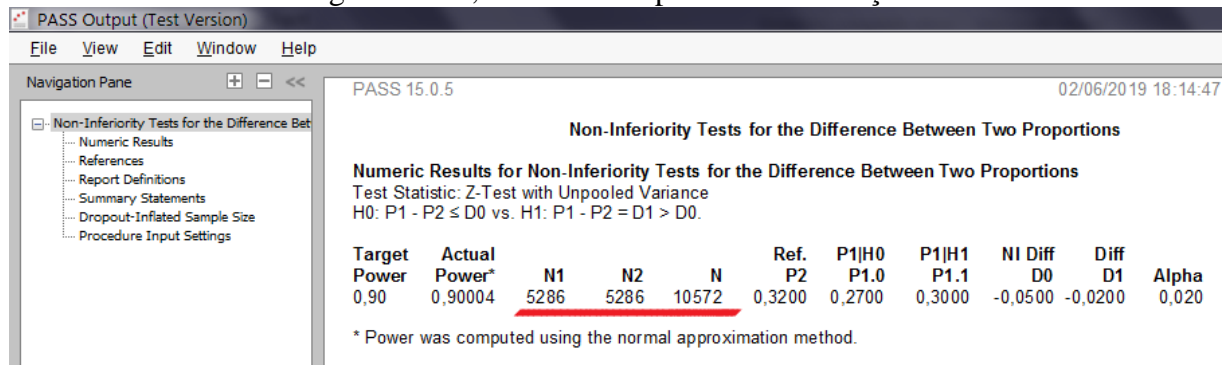 PASS Output (Test Version)
File View Edit Window Help
Navigation Pane
Non-Inferiority Tests for the Difference Bet
Numeric Results
References
Report Definitions
Summary Statements
Dropout-Inflated Sample Size
Procedure Input Settings
PASS 15.0.5 02/06/2019 18:14:47
Non-Inferiority Tests for the Difference Between Two Proportions
Numeric Results for Non-Inferiority Tests for the Difference Between Two Proportions
Test Statistic: Z-Test with Unpooled Variance
H0: P1 - P2 ≤ D0 vs. H1: P1 - P2 = D1 > D0.
Target Actual Ref. P1|H0 P1|H1 NI Diff Diff
Power Power* N1 N2 N P2 P1.0 P1.1 D0 D1 Alpha
0,90 0,90004 5286 5286 10572 0,3200 0,2700 0,3000 -0,0500 -0,0200 0,020
* Power was computed using the normal approximation method.